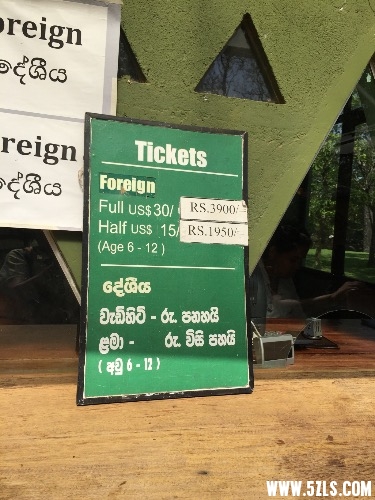 Foreign
දේශීය
reign
දේශීය
Tickets
Foreign
Full US$ 30/ RS.3900/
Half US$ 15/ RS.1950/
(Age 6 - 12 )
දේශීය
වැඩිහිටි - රු. පනහයි
ළමා - රු. විසි පහයි
( අවු 6 - 12 )
WWW.5ZLS.COM